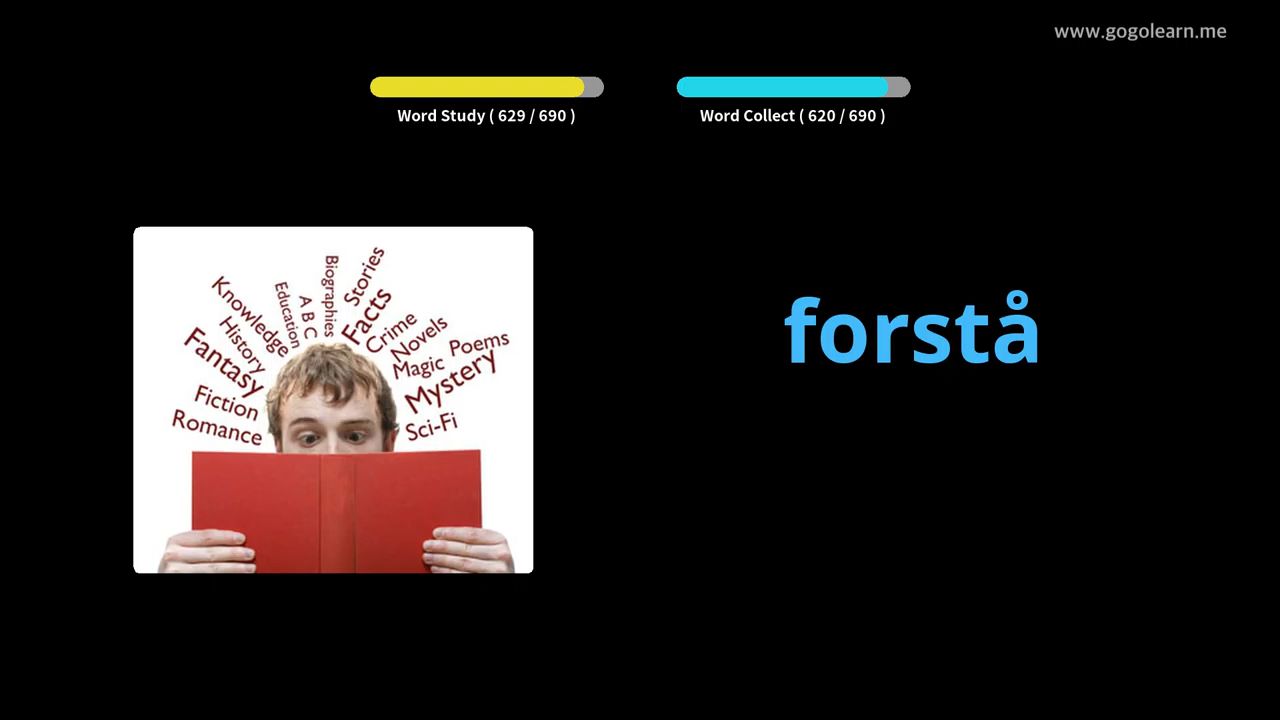 www.gogolearn.me
Word Study ( 629 / 690 )
Word Collect ( 620 / 690 )
forstå
Romance
Fiction
Fantasy
History
Knowledge
Education
A B C
Biographies
Stories
Facts
Crime
Novels
Magic
Poems
Mystery
Sci-Fi